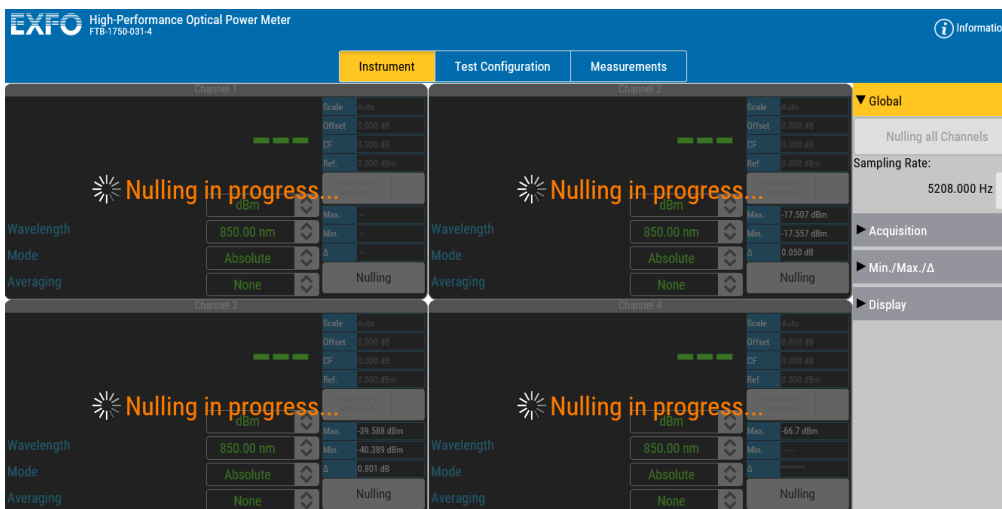 EXFO High-Performance Optical Power Meter
FTB-1750-031-4
Informatio
Instrument Test Configuration Measurements
Channel 1
Scale Auto
Offset 0.000 dB
CF 0.000 dB
Ref. 0.000 dBm
Reference
Nulling in progress...
dBm
Max. --
Wavelength 850.00 nm Min. --
Mode Absolute Δ --
Averaging None Nulling
Channel 2
Scale Auto
Offset 0.000 dB
CF 0.000 dB
Ref. 0.000 dBm
Nulling in progress...
dBm
Max. -17.507 dBm
Wavelength 850.00 nm Min. -17.557 dBm
Mode Absolute Δ 0.050 dB
Averaging None Nulling
Channel 3
Scale Auto
Offset 0.000 dB
CF 0.000 dB
Ref. 0.000 dBm
Nulling in progress...
dBm
Max. -39.588 dBm
Wavelength 850.00 nm Min. -40.389 dBm
Mode Absolute Δ 0.801 dB
Averaging None Nulling
Channel 4
Scale Auto
Offset 0.000 dB
CF 0.000 dB
Ref. 0.000 dBm
Nulling in progress...
dBm
Max. -66.7 dBm
Wavelength 850.00 nm Min. ----
Mode Absolute Δ ******
Averaging None Nulling
Global
Nulling all Channels
Sampling Rate:
5208.000 Hz
Acquisition
Min./Max./Δ
Display